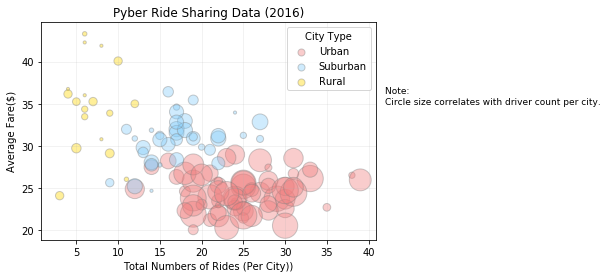 Pyber Ride Sharing Data (2016)
Average Fare($)
40
35
30
25
20
City Type
Urban
Suburban
Rural
Note:
Circle size correlates with driver count per city.
5 10 15 20 25 30 35 40
Total Numbers of Rides (Per City))